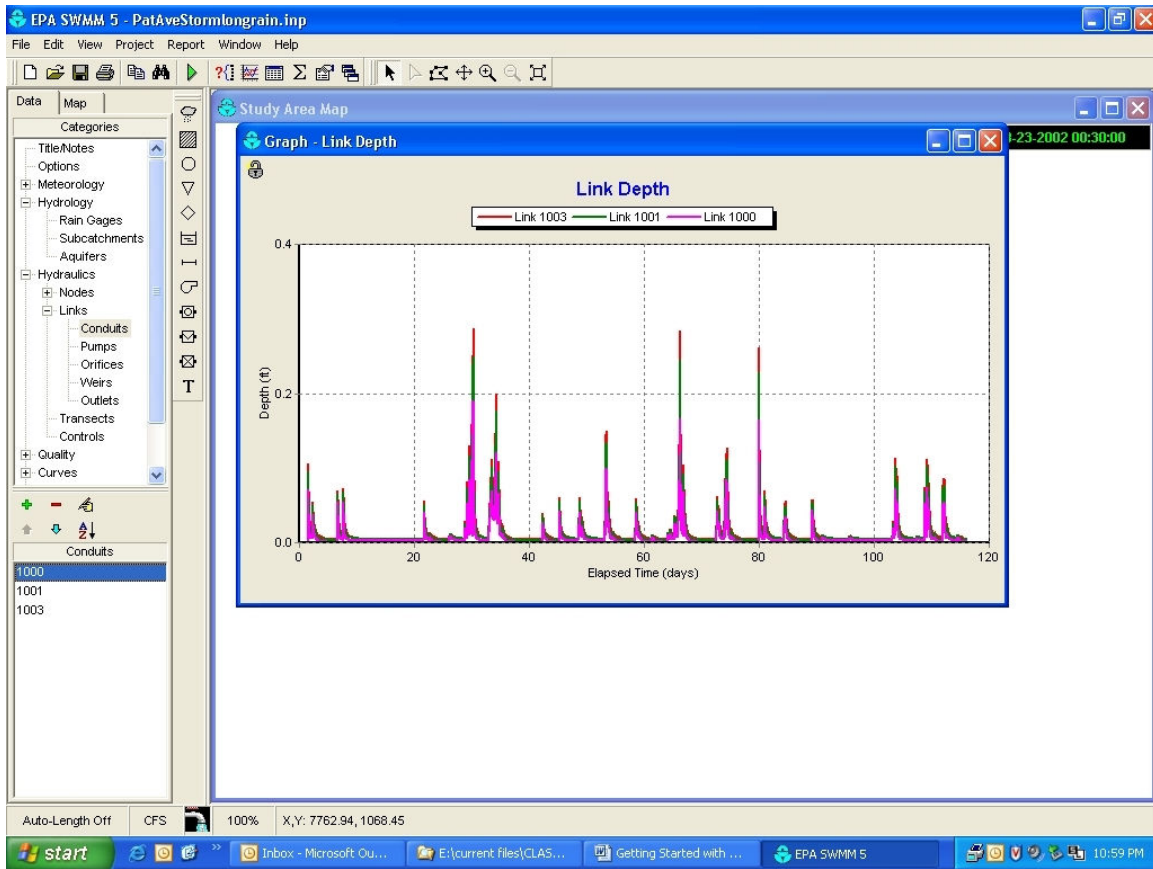 EPA SWMM 5 - PatAveStormlongrain.inp
File Edit View Project Report Window Help
Data Map
Categories
Title/Notes
Options
Meteorology
Hydrology
Rain Gages
Subcatchments
Aquifers
Hydraulics
Nodes
Links
Conduits
Pumps
Orifices
Weirs
Outlets
Transects
Controls
Quality
Curves
Conduits
1000
1001
1003
T
Study Area Map
-23-2002 00:30:00
Graph - Link Depth
Link Depth
Link 1003 Link 1001 Link 1000
0.4
0.2
0.0
Depth (ft)
0 20 40 60 80 100 120
Elapsed Time (days)
Auto-Length Off CFS 100% X,Y: 7762.94, 1068.45
start Inbox - Microsoft Ou... E:\current files\CLAS... Getting Started with ... EPA SWMM 5 10:59 PM